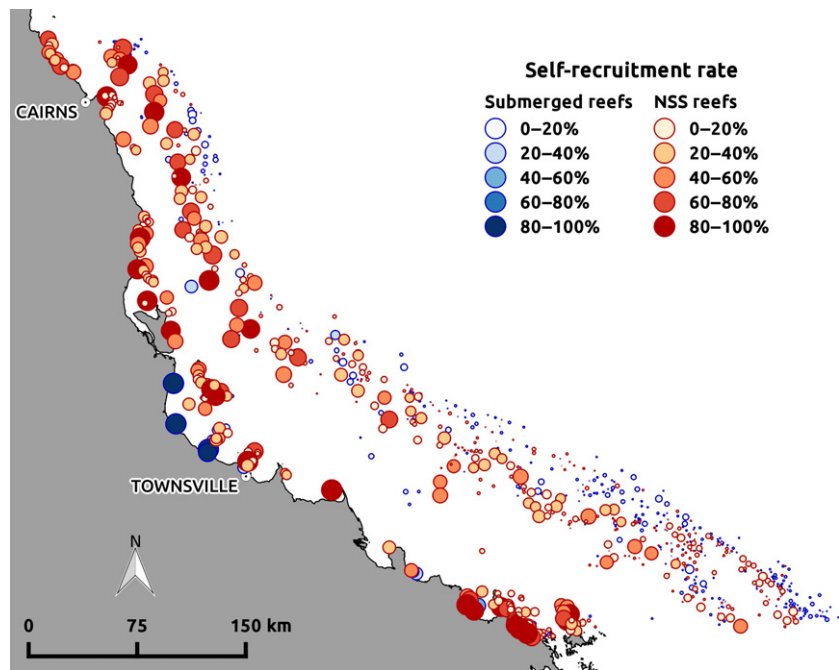 Self-recruitment rate
Submerged reefs NSS reefs
0–20% 0–20%
20–40% 20–40%
40–60% 40–60%
60–80% 60–80%
80–100% 80–100%
CAIRNS
TOWNSVILLE
N
0 75 150 km